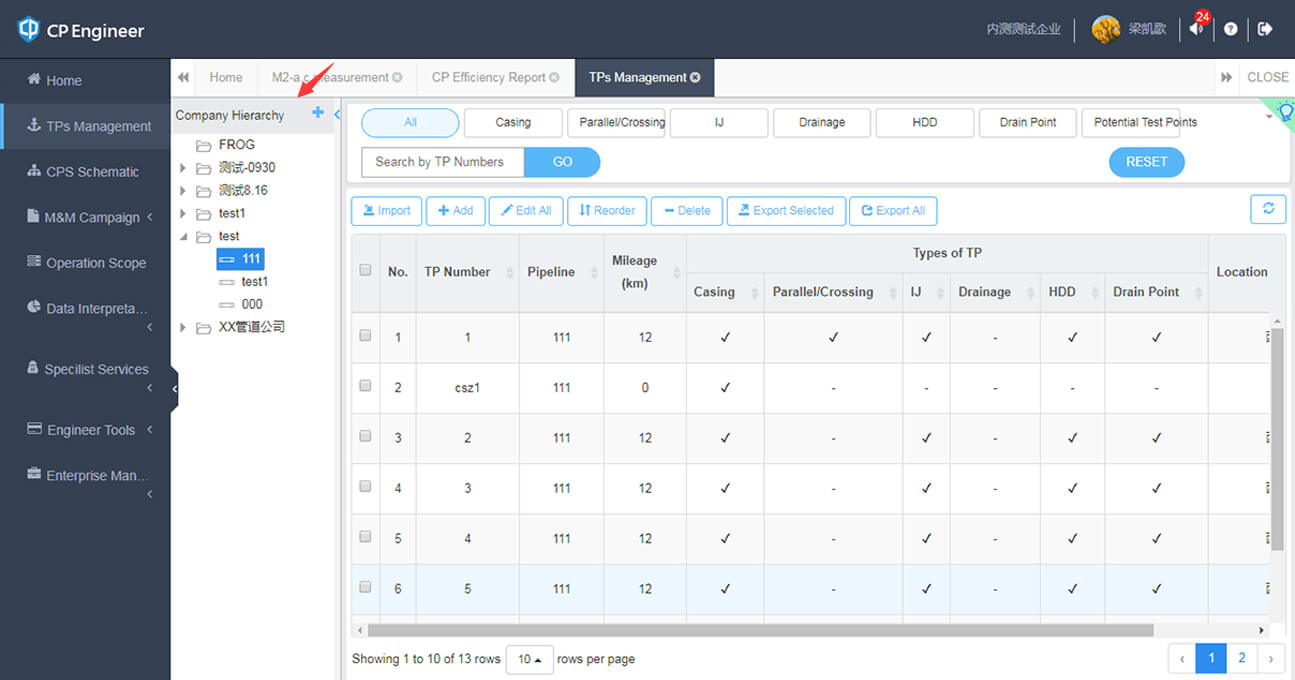 CP Engineer
内测测试企业 梁凯歌 24
Home
TPs Management
CPS Schematic
M&M Campaign
Operation Scope
Data Interpreta...
Specilist Services
Engineer Tools
Enterprise Man...
Home M2-a.c measurement CP Efficiency Report TPs Management CLOSE
Company Hierarchy
FROG
测试-0930
测试8.16
test1
test
111
test1
000
XX管道公司
All Casing Parallel/Crossing IJ Drainage HDD Drain Point Potential Test Points
Search by TP Numbers GO RESET
Import Add Edit All Reorder Delete Export Selected Export All
Types of TP
No. TP Number Pipeline Mileage (km) Casing Parallel/Crossing IJ Drainage HDD Drain Point Location
1 1 111 12 ✓ ✓ ✓ - ✓ ✓
2 csz1 111 0 ✓ - - - - -
3 2 111 12 ✓ - ✓ - ✓ ✓
4 3 111 12 ✓ - ✓ - ✓ ✓
5 4 111 12 ✓ - ✓ - ✓ ✓
6 5 111 12 ✓ - ✓ - ✓ ✓
Showing 1 to 10 of 13 rows 10 rows per page ‹ 1 2 ›